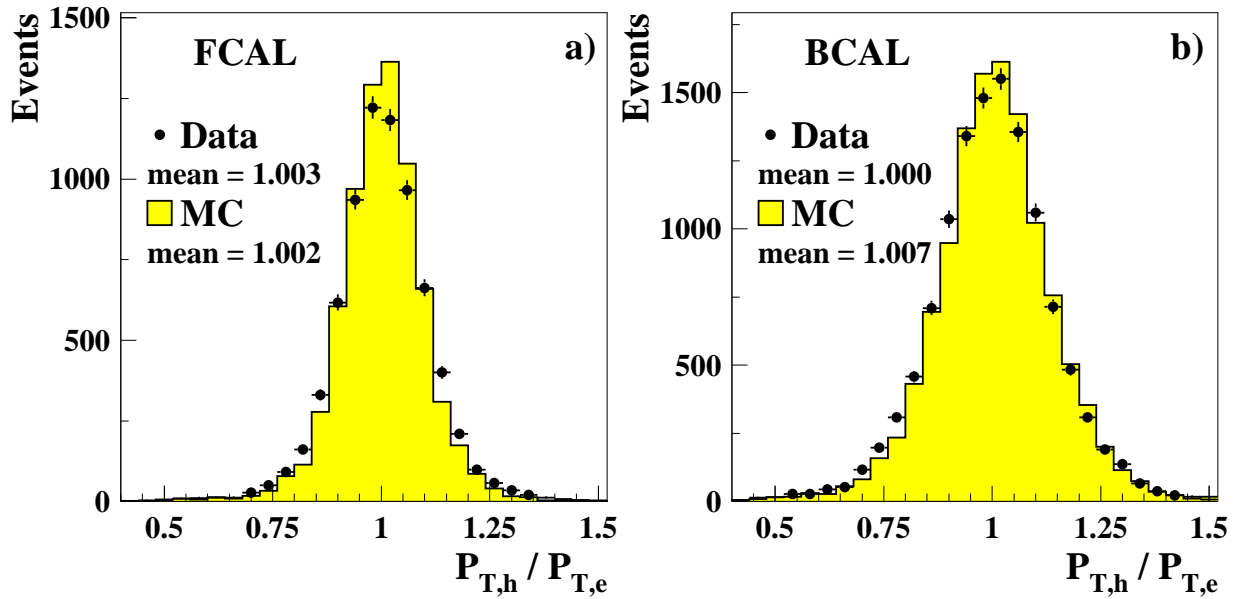 Events
1500
1000
500
0
FCAL
a)
Data
mean = 1.003
MC
mean = 1.002
0.5 0.75 1 1.25 1.5
P_T,h / P_T,e
Events
1500
1000
500
0
BCAL
b)
Data
mean = 1.000
MC
mean = 1.007
0.5 0.75 1 1.25 1.5
P_T,h / P_T,e